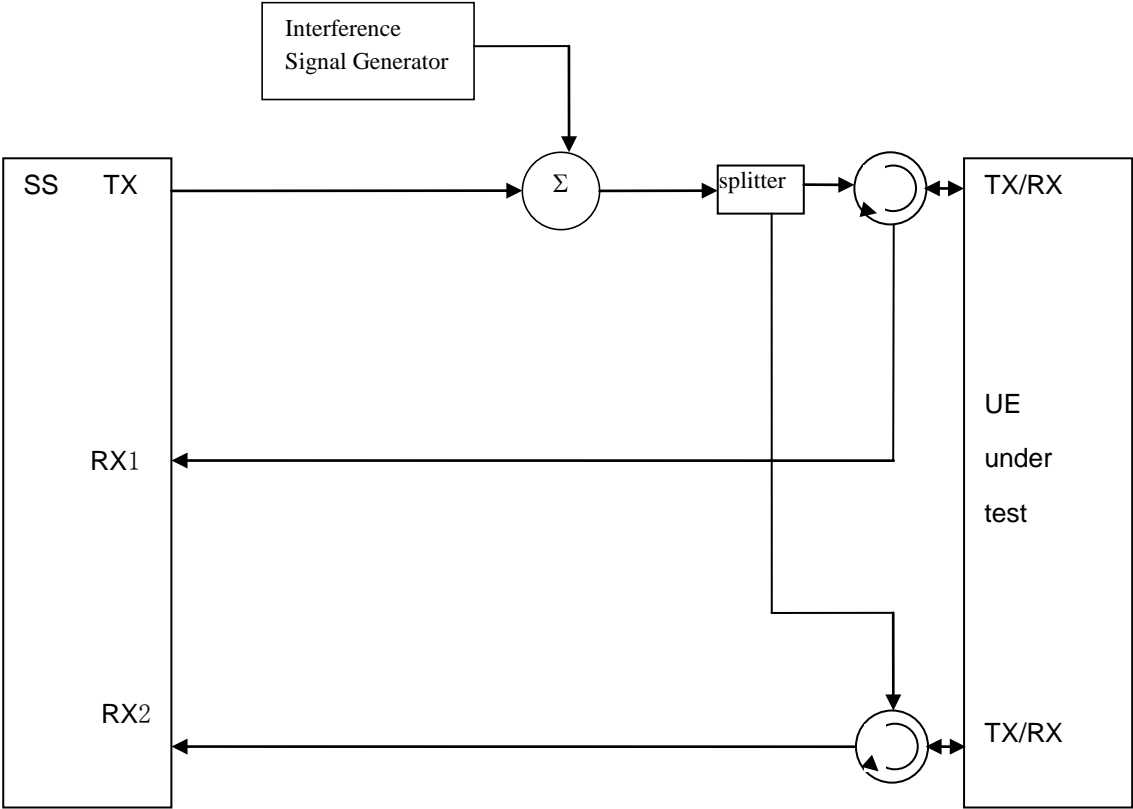 Interference
Signal Generator
SS TX
Σ
splitter
TX/RX
RX1
UE
under
test
RX2
TX/RX